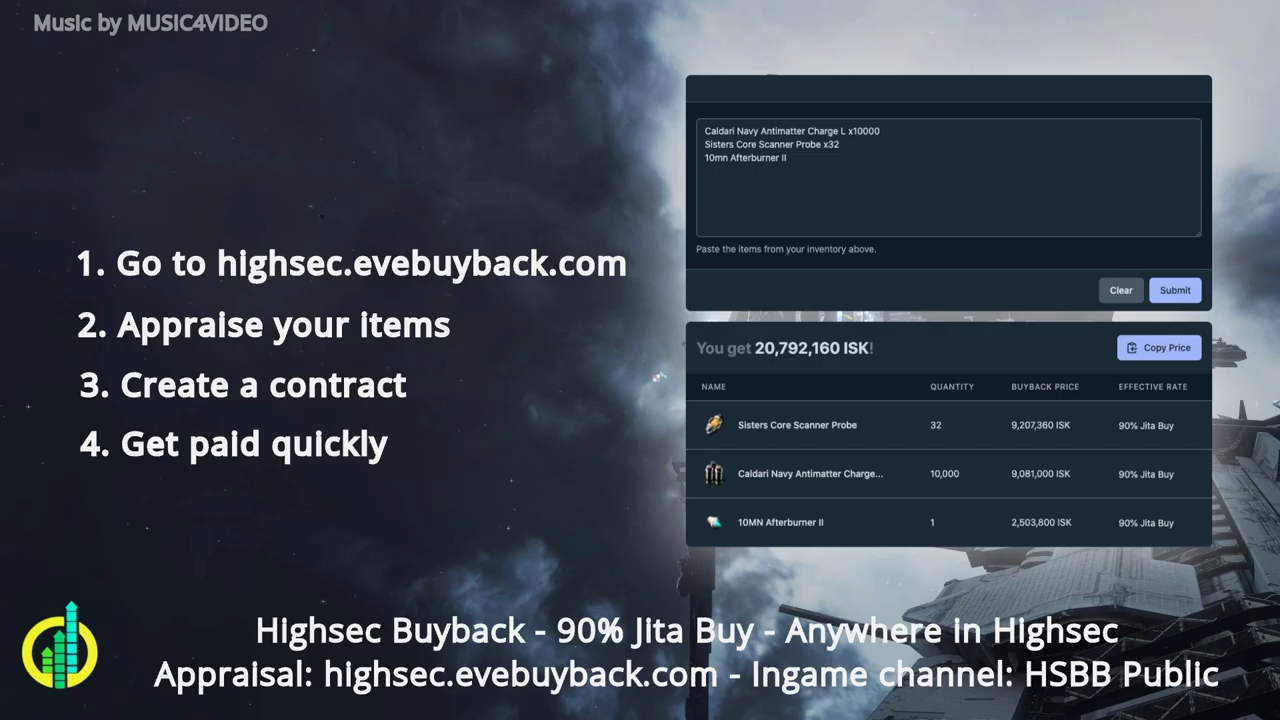 Music by MUSIC4VIDEO
1. Go to highsec.evebuyback.com
2. Appraise your items
3. Create a contract
4. Get paid quickly
Caldari Navy Antimatter Charge L x10000
Sisters Core Scanner Probe x32
10mn Afterburner II
Paste the items from your inventory above.
Clear Submit
You get 20,792,160 ISK!
Copy Price
NAME QUANTITY BUYBACK PRICE EFFECTIVE RATE
Sisters Core Scanner Probe 32 9,207,360 ISK 90% Jita Buy
Caldari Navy Antimatter Charge... 10,000 9,081,000 ISK 90% Jita Buy
10MN Afterburner II 1 2,503,800 ISK 90% Jita Buy
Highsec Buyback - 90% Jita Buy - Anywhere in Highsec
Appraisal: highsec.evebuyback.com - Ingame channel: HSBB Public